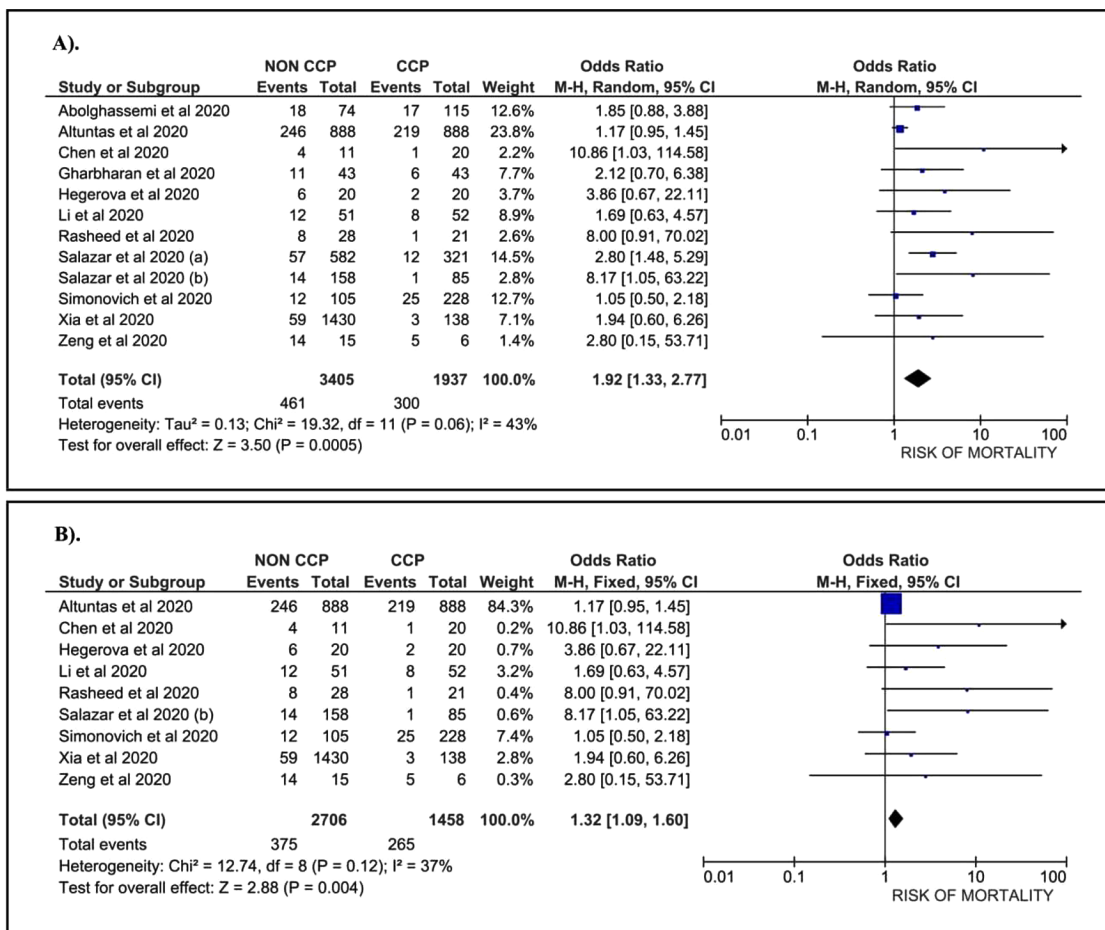 A).
NON CCP CCP Odds Ratio Odds Ratio
Study or Subgroup Events Total Events Total Weight M-H, Random, 95% CI M-H, Random, 95% CI
Abolghassemi et al 2020 18 74 17 115 12.6% 1.85 [0.88, 3.88]
Altuntas et al 2020 246 888 219 888 23.8% 1.17 [0.95, 1.45]
Chen et al 2020 4 11 1 20 2.2% 10.86 [1.03, 114.58]
Gharbharan et al 2020 11 43 6 43 7.7% 2.12 [0.70, 6.38]
Hegerova et al 2020 6 20 2 20 3.7% 3.86 [0.67, 22.11]
Li et al 2020 12 51 8 52 8.9% 1.69 [0.63, 4.57]
Rasheed et al 2020 8 28 1 21 2.6% 8.00 [0.91, 70.02]
Salazar et al 2020 (a) 57 582 12 321 14.5% 2.80 [1.48, 5.29]
Salazar et al 2020 (b) 14 158 1 85 2.8% 8.17 [1.05, 63.22]
Simonovich et al 2020 12 105 25 228 12.7% 1.05 [0.50, 2.18]
Xia et al 2020 59 1430 3 138 7.1% 1.94 [0.60, 6.26]
Zeng et al 2020 14 15 5 6 1.4% 2.80 [0.15, 53.71]
Total (95% CI) 3405 1937 100.0% 1.92 [1.33, 2.77]
Total events 461 300
Heterogeneity: Tau² = 0.13; Chi² = 19.32, df = 11 (P = 0.06); I² = 43%
Test for overall effect: Z = 3.50 (P = 0.0005)
0.01 0.1 1 10 100
RISK OF MORTALITY
B).
NON CCP CCP Odds Ratio Odds Ratio
Study or Subgroup Events Total Events Total Weight M-H, Fixed, 95% CI M-H, Fixed, 95% CI
Altuntas et al 2020 246 888 219 888 84.3% 1.17 [0.95, 1.45]
Chen et al 2020 4 11 1 20 0.2% 10.86 [1.03, 114.58]
Hegerova et al 2020 6 20 2 20 0.7% 3.86 [0.67, 22.11]
Li et al 2020 12 51 8 52 3.2% 1.69 [0.63, 4.57]
Rasheed et al 2020 8 28 1 21 0.4% 8.00 [0.91, 70.02]
Salazar et al 2020 (b) 14 158 1 85 0.6% 8.17 [1.05, 63.22]
Simonovich et al 2020 12 105 25 228 7.4% 1.05 [0.50, 2.18]
Xia et al 2020 59 1430 3 138 2.8% 1.94 [0.60, 6.26]
Zeng et al 2020 14 15 5 6 0.3% 2.80 [0.15, 53.71]
Total (95% CI) 2706 1458 100.0% 1.32 [1.09, 1.60]
Total events 375 265
Heterogeneity: Chi² = 12.74, df = 8 (P = 0.12); I² = 37%
Test for overall effect: Z = 2.88 (P = 0.004)
0.01 0.1 1 10 100
RISK OF MORTALITY